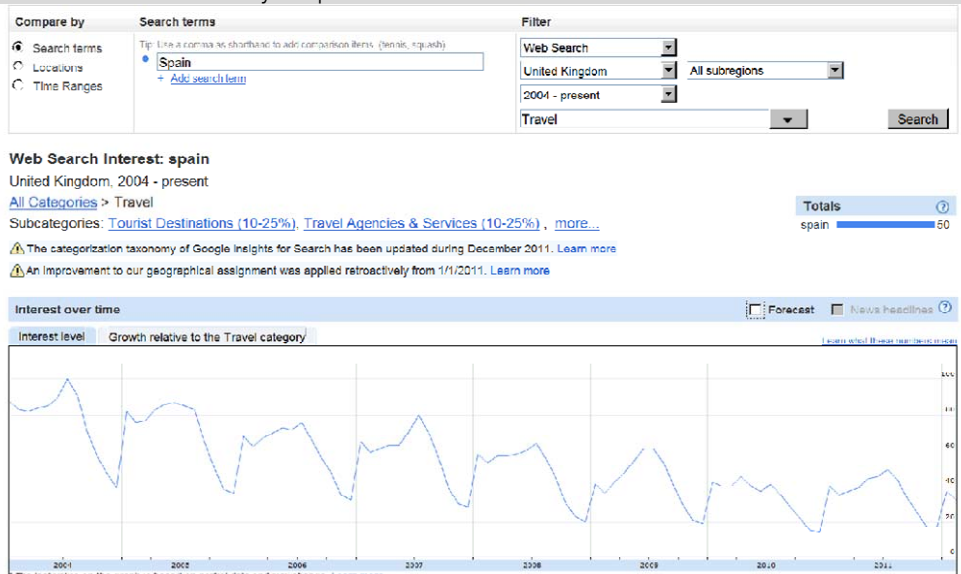 Compare by Search terms Filter
Search terms
Locations
Time Ranges
Tip: Use a comma as shorthand to add comparison items. (tennis, squash)
Spain
+ Add search term
Web Search
United Kingdom All subregions
2004 - present
Travel Search
Web Search Interest: spain
United Kingdom, 2004 - present
All Categories > Travel
Subcategories: Tourist Destinations (10-25%), Travel Agencies & Services (10-25%) , more...
Totals
spain 50
The categorization taxonomy of Google Insights for Search has been updated during December 2011. Learn more
An improvement to our geographical assignment was applied retroactively from 1/1/2011. Learn more
Interest over time Forecast News headlines
Interest level Growth relative to the Travel category
Learn what these numbers mean
100
80
60
40
20
0
2004 2005 2006 2007 2008 2009 2010 2011